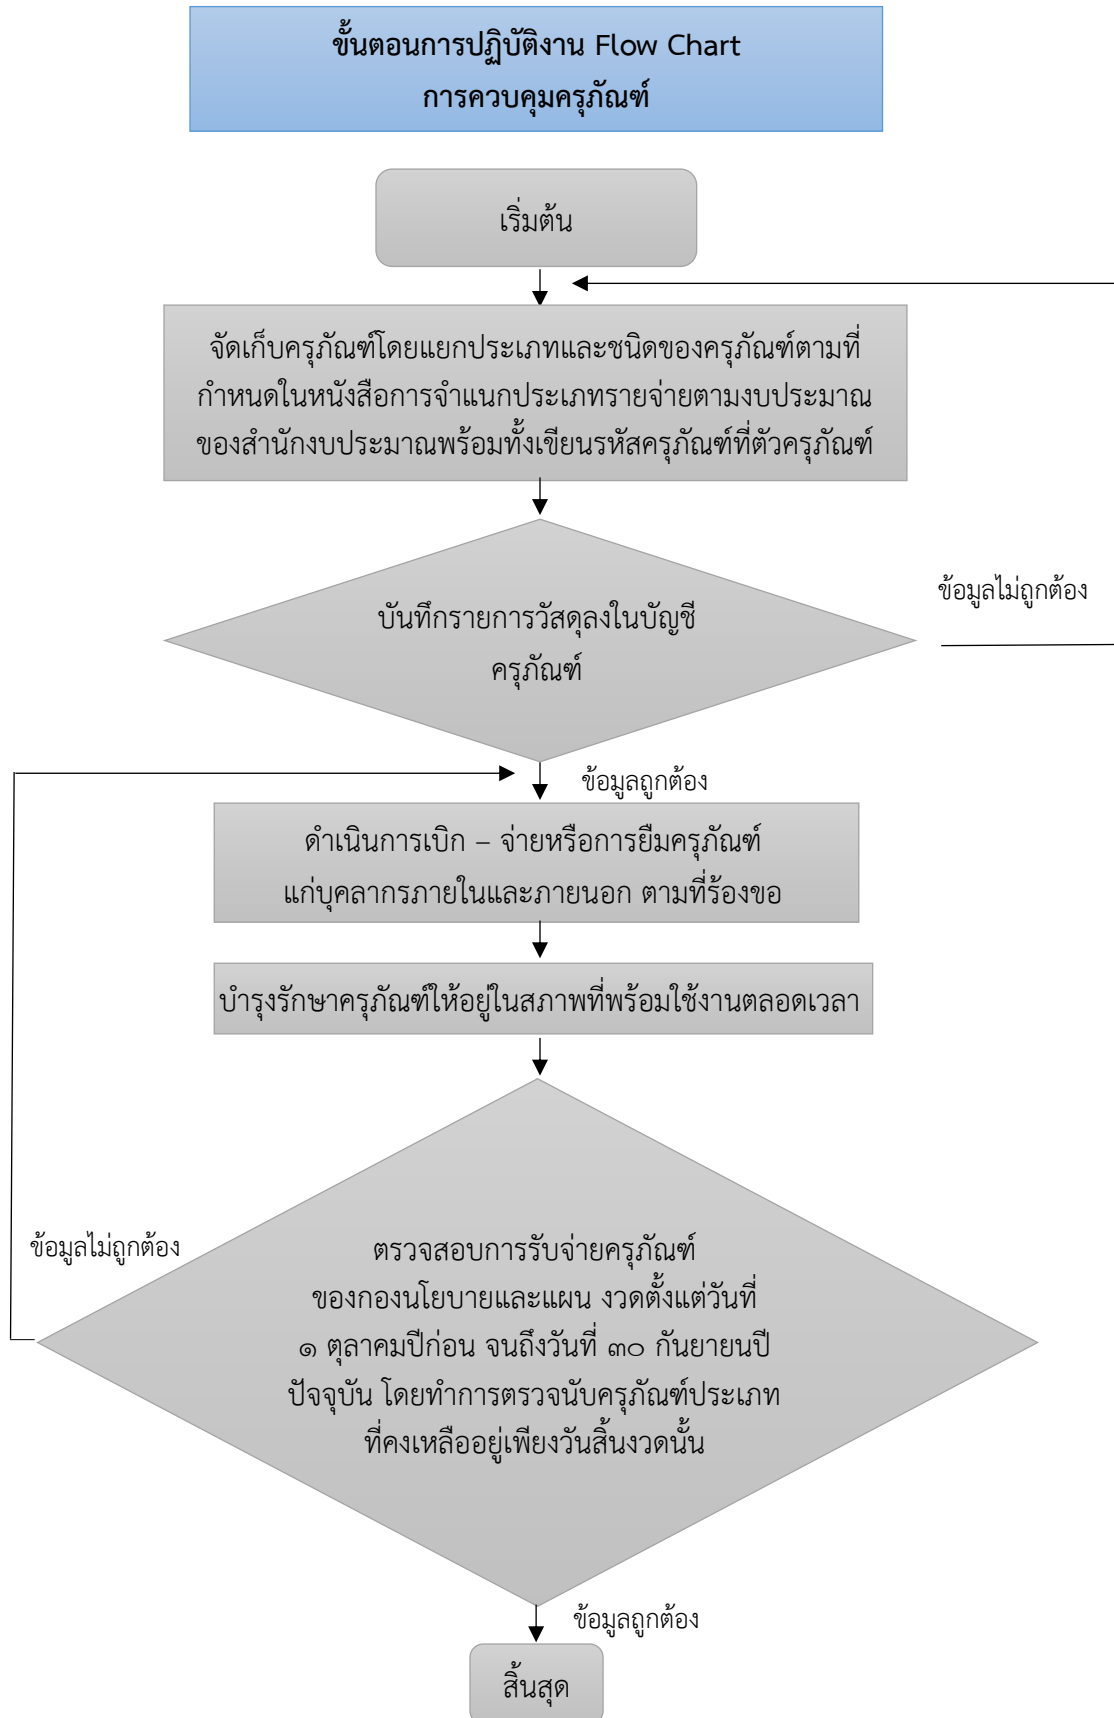 ขั้นตอนการปฏิบัติงาน Flow Chart
การควบคุมครุภัณฑ์
เริ่มต้น
จัดเก็บครุภัณฑ์โดยแยกประเภทและชนิดของครุภัณฑ์ตามที่
กำหนดในหนังสือการจำแนกประเภทรายจ่ายตามงบประมาณ
ของสำนักงบประมาณพร้อมทั้งเขียนรหัสครุภัณฑ์ที่ตัวครุภัณฑ์
ข้อมูลไม่ถูกต้อง
บันทึกรายการวัสดุลงในบัญชี
ครุภัณฑ์
ข้อมูลถูกต้อง
ดำเนินการเบิก – จ่ายหรือการยืมครุภัณฑ์
แก่บุคลากรภายในและภายนอก ตามที่ร้องขอ
บำรุงรักษาครุภัณฑ์ให้อยู่ในสภาพที่พร้อมใช้งานตลอดเวลา
ข้อมูลไม่ถูกต้อง
ตรวจสอบการรับจ่ายครุภัณฑ์
ของกองนโยบายและแผน งวดตั้งแต่วันที่
๑ ตุลาคมปีก่อน จนถึงวันที่ ๓๐ กันยายนปี
ปัจจุบัน โดยทำการตรวจนับครุภัณฑ์ประเภท
ที่คงเหลืออยู่เพียงวันสิ้นงวดนั้น
ข้อมูลถูกต้อง
สิ้นสุด